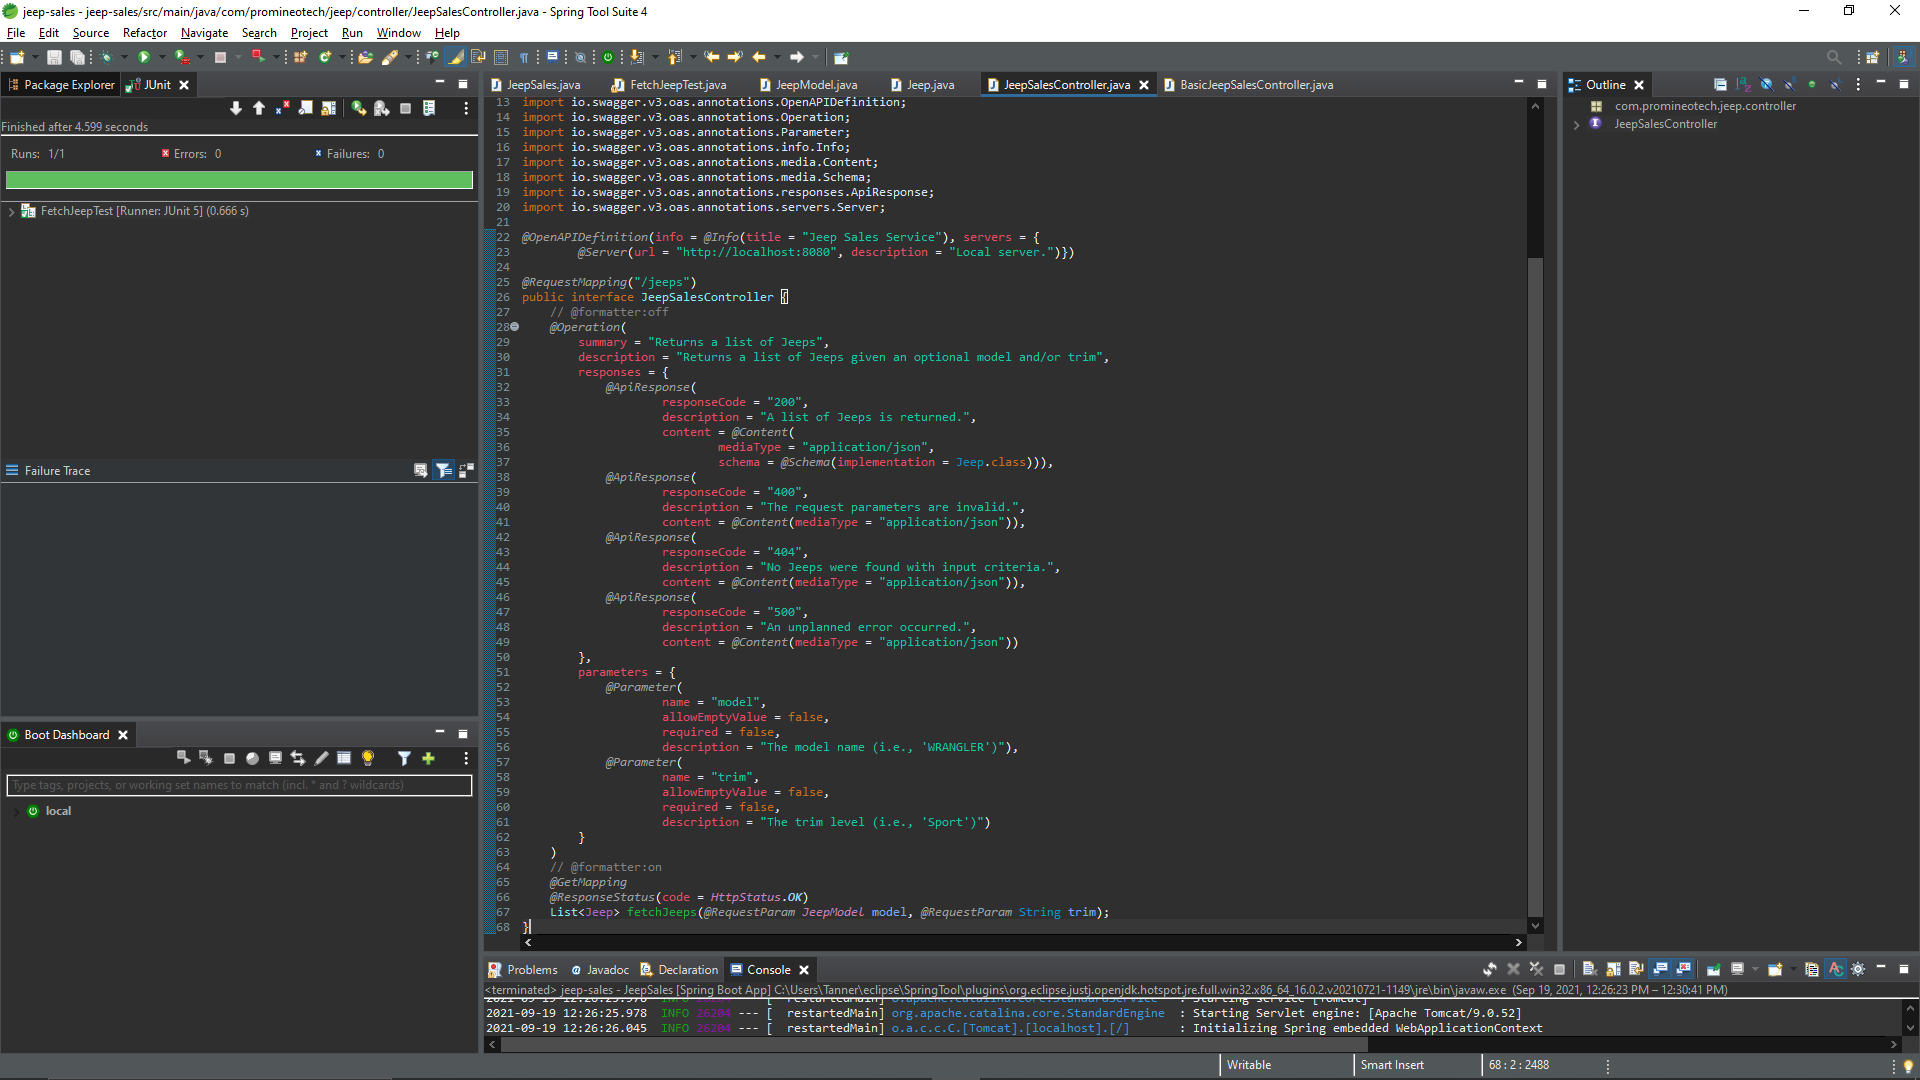 jeep-sales - jeep-sales/src/main/java/com/promineotech/jeep/controller/JeepSalesController.java - Spring Tool Suite 4
File Edit Source Refactor Navigate Search Project Run Window Help
Package Explorer JUnit
Finished after 4.599 seconds
Runs: 1/1 Errors: 0 Failures: 0
FetchJeepTest [Runner: JUnit 5] (0.666 s)
Failure Trace
Boot Dashboard
Type tags, projects, or working set names to match (incl. * and ? wildcards)
local
JeepSales.java FetchJeepTest.java JeepModel.java Jeep.java JeepSalesController.java BasicJeepSalesController.java
13 import io.swagger.v3.oas.annotations.OpenAPIDefinition;
14 import io.swagger.v3.oas.annotations.Operation;
15 import io.swagger.v3.oas.annotations.Parameter;
16 import io.swagger.v3.oas.annotations.info.Info;
17 import io.swagger.v3.oas.annotations.media.Content;
18 import io.swagger.v3.oas.annotations.media.Schema;
19 import io.swagger.v3.oas.annotations.responses.ApiResponse;
20 import io.swagger.v3.oas.annotations.servers.Server;
21
22 @OpenAPIDefinition(info = @Info(title = "Jeep Sales Service"), servers = {
23 @Server(url = "http://localhost:8080", description = "Local server.")})
24
25 @RequestMapping("/jeeps")
26 public interface JeepSalesController {
27 // @formatter:off
28 @Operation(
29 summary = "Returns a list of Jeeps",
30 description = "Returns a list of Jeeps given an optional model and/or trim",
31 responses = {
32 @ApiResponse(
33 responseCode = "200",
34 description = "A list of Jeeps is returned.",
35 content = @Content(
36 mediaType = "application/json",
37 schema = @Schema(implementation = Jeep.class))),
38 @ApiResponse(
39 responseCode = "400",
40 description = "The request parameters are invalid.",
41 content = @Content(mediaType = "application/json")),
42 @ApiResponse(
43 responseCode = "404",
44 description = "No Jeeps were found with input criteria.",
45 content = @Content(mediaType = "application/json")),
46 @ApiResponse(
47 responseCode = "500",
48 description = "An unplanned error occurred.",
49 content = @Content(mediaType = "application/json"))
50 },
51 parameters = {
52 @Parameter(
53 name = "model",
54 allowEmptyValue = false,
55 required = false,
56 description = "The model name (i.e., 'WRANGLER')"),
57 @Parameter(
58 name = "trim",
59 allowEmptyValue = false,
60 required = false,
61 description = "The trim level (i.e., 'Sport')")
62 }
63 )
64 // @formatter:on
65 @GetMapping
66 @ResponseStatus(code = HttpStatus.OK)
67 List<Jeep> fetchJeeps(@RequestParam JeepModel model, @RequestParam String trim);
68 }
Outline
com.promineotech.jeep.controller
JeepSalesController
Problems Javadoc Declaration Console
<terminated> jeep-sales - JeepSales [Spring Boot App] C:\Users\Tanner\eclipse\SpringTool\plugins\org.eclipse.justj.openjdk.hotspot.jre.full.win32.x86_64_16.0.2.v20210721-1149\jre\bin\javaw.exe (Sep 19, 2021, 12:26:23 PM – 12:30:41 PM)
2021-09-19 12:26:25.978 INFO 26204 --- [ restartedMain] o.apache.catalina.core.StandardService : Starting service [Tomcat]
2021-09-19 12:26:25.978 INFO 26204 --- [ restartedMain] org.apache.catalina.core.StandardEngine : Starting Servlet engine: [Apache Tomcat/9.0.52]
2021-09-19 12:26:26.045 INFO 26204 --- [ restartedMain] o.a.c.c.C.[Tomcat].[localhost].[/] : Initializing Spring embedded WebApplicationContext
Writable Smart Insert 68 : 2 : 2488